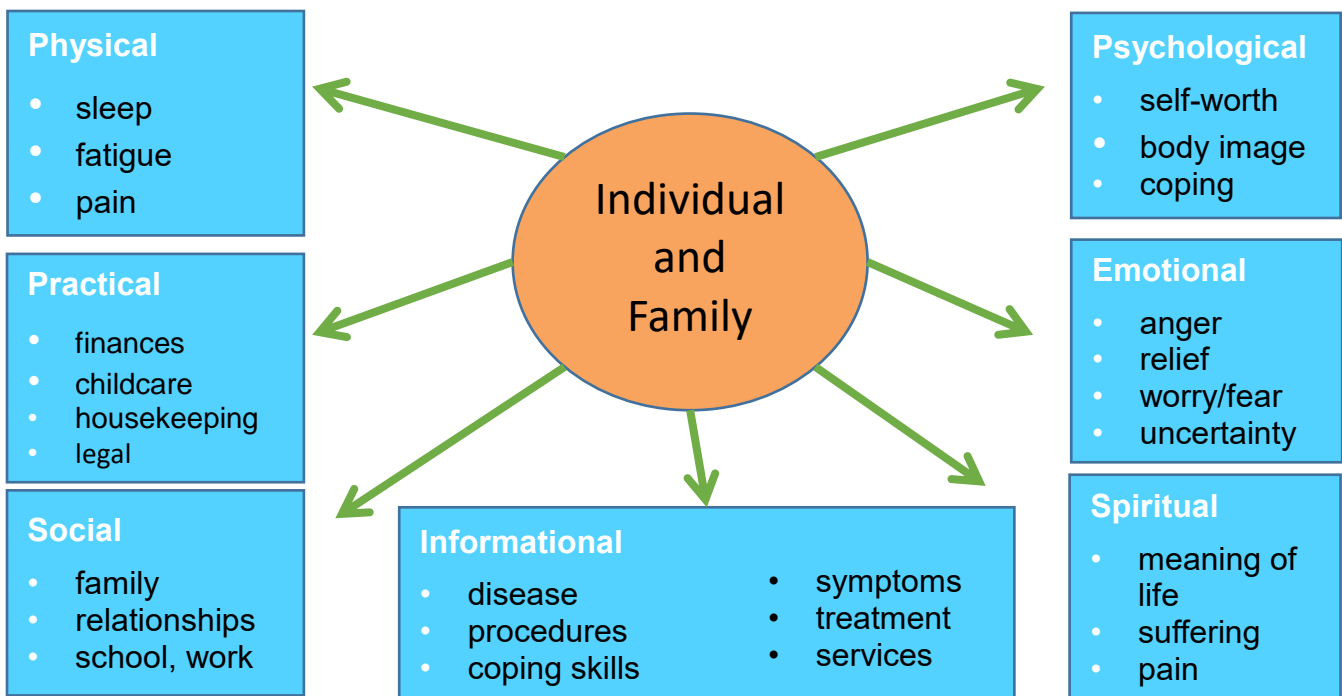 Physical
• sleep
• fatigue
• pain
Practical
• finances
• childcare
• housekeeping
• legal
Social
• family
• relationships
• school, work
Individual
and
Family
Informational
• disease
• procedures
• coping skills
• symptoms
• treatment
• services
Psychological
• self-worth
• body image
• coping
Emotional
• anger
• relief
• worry/fear
• uncertainty
Spiritual
• meaning of
life
• suffering
• pain